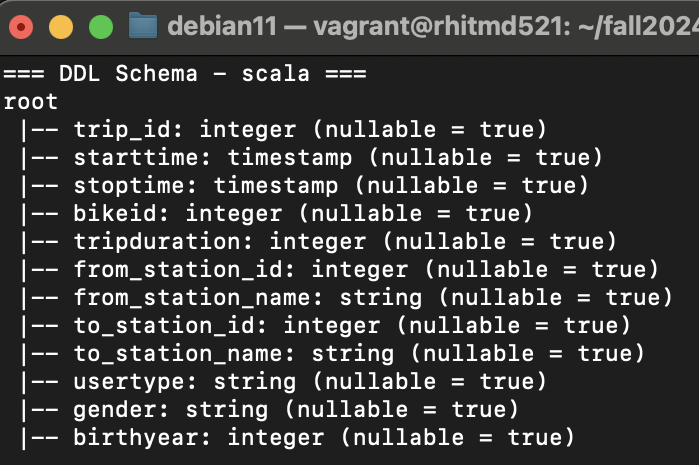 debian11 — vagrant@rhitmd521: ~/fall2024
=== DDL Schema - scala ===
root
 |-- trip_id: integer (nullable = true)
 |-- starttime: timestamp (nullable = true)
 |-- stoptime: timestamp (nullable = true)
 |-- bikeid: integer (nullable = true)
 |-- tripduration: integer (nullable = true)
 |-- from_station_id: integer (nullable = true)
 |-- from_station_name: string (nullable = true)
 |-- to_station_id: integer (nullable = true)
 |-- to_station_name: string (nullable = true)
 |-- usertype: string (nullable = true)
 |-- gender: string (nullable = true)
 |-- birthyear: integer (nullable = true)